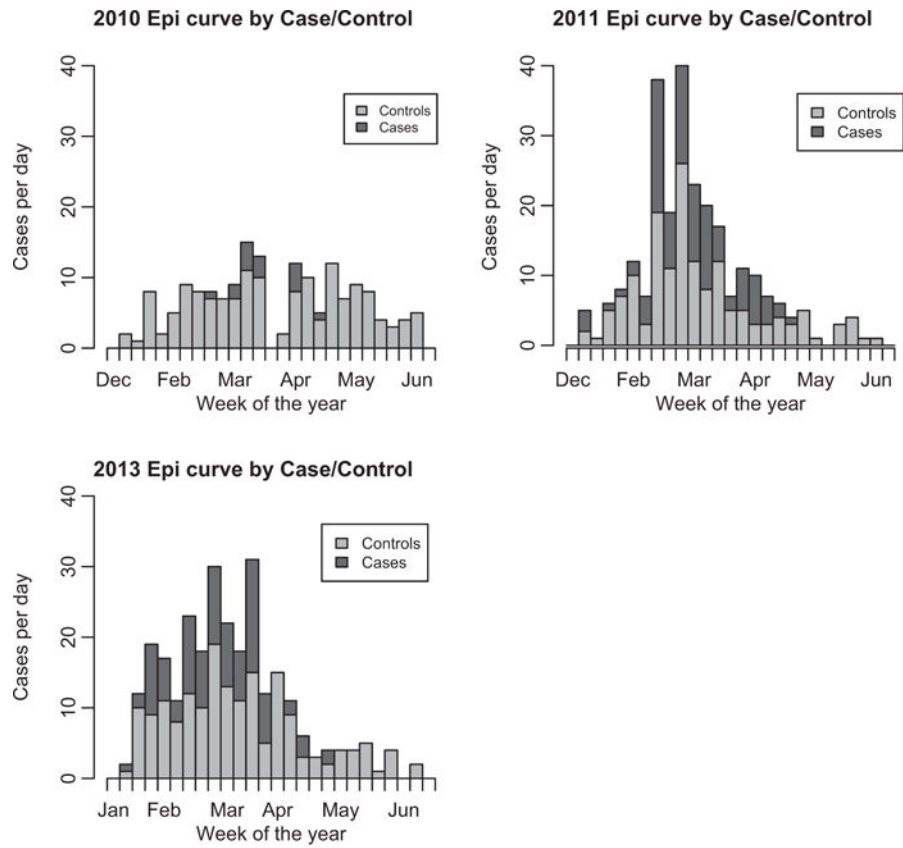 2010 Epi curve by Case/Control
40
30
20
10
0
Cases per day
Controls
Cases
Dec Feb Mar Apr May Jun
Week of the year
2011 Epi curve by Case/Control
40
30
20
10
0
Cases per day
Controls
Cases
Dec Feb Mar Apr May Jun
Week of the year
2013 Epi curve by Case/Control
40
30
20
10
0
Cases per day
Controls
Cases
Jan Feb Mar Apr May Jun
Week of the year